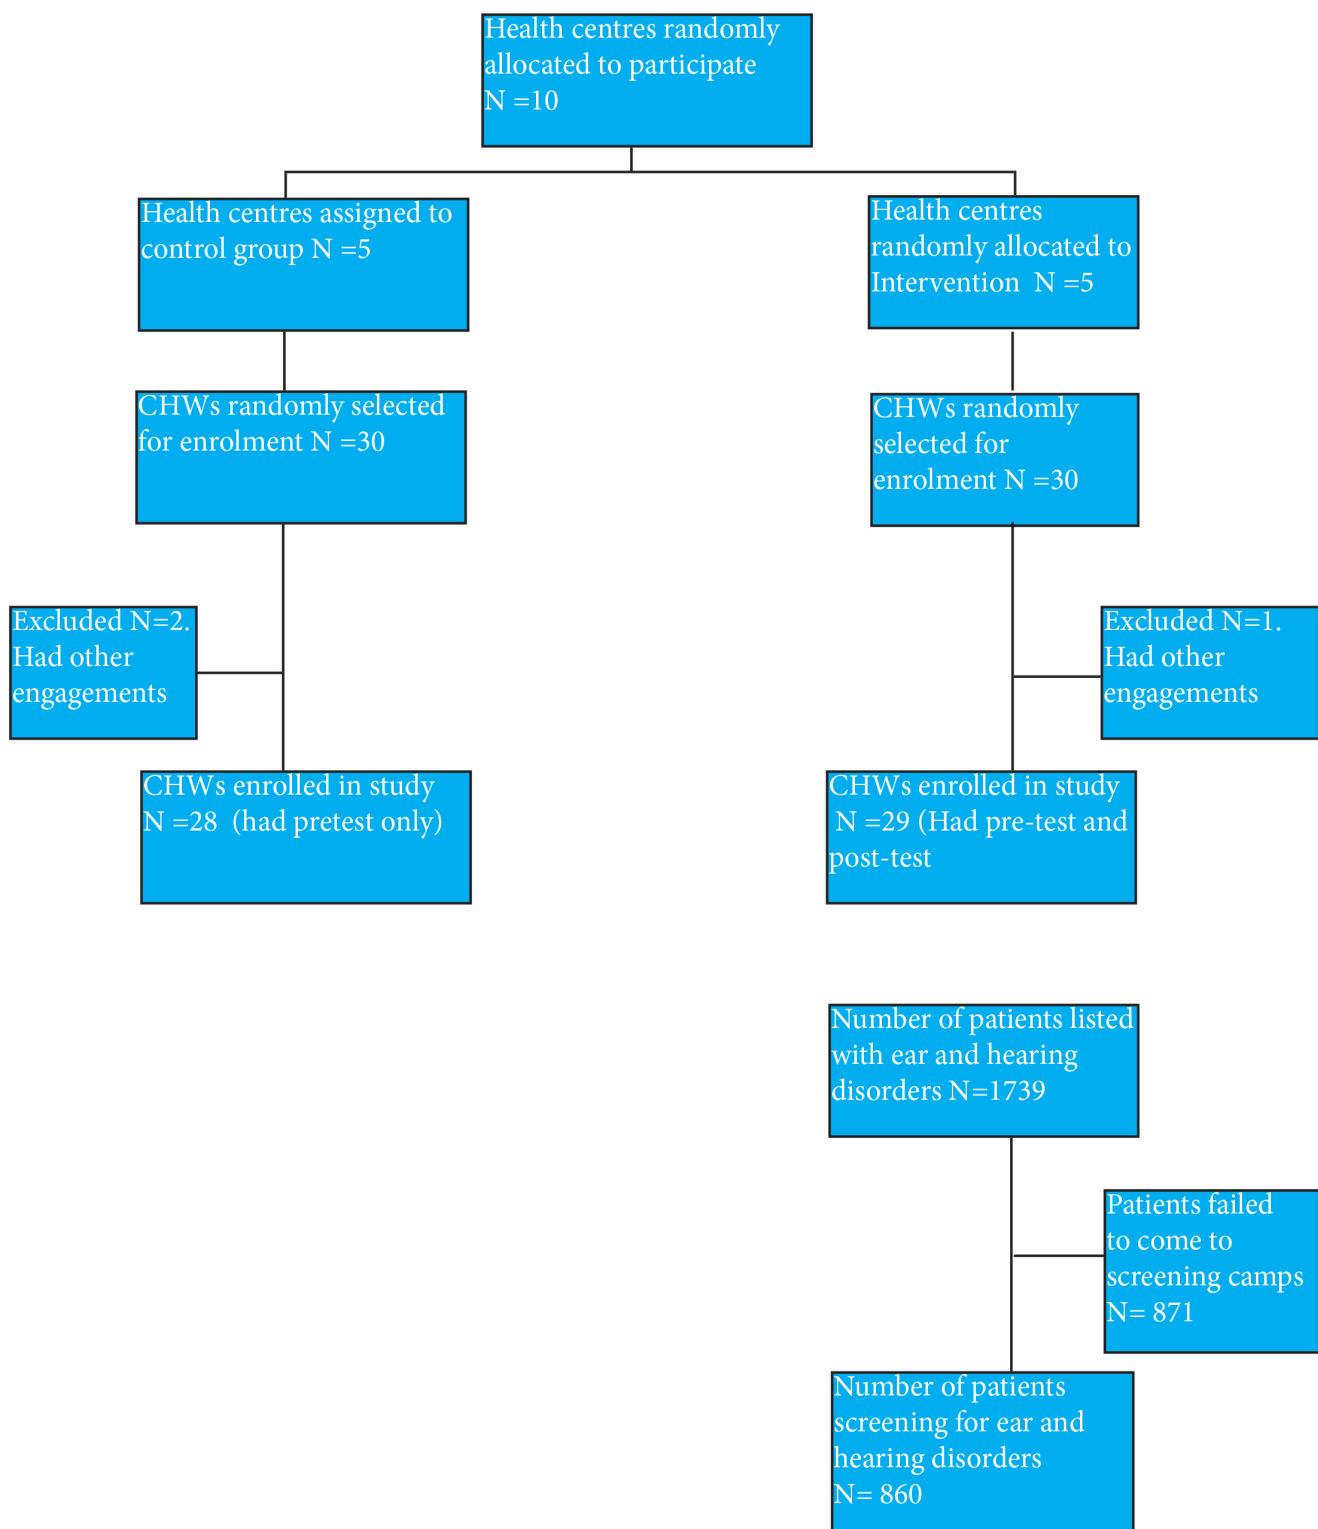 Health centres randomly
allocated to participate
N =10
Health centres assigned to
control group N =5
Health centres
randomly allocated to
Intervention N =5
CHWs randomly selected
for enrolment N =30
CHWs randomly
selected for
enrolment N =30
Excluded N=2.
Had other
engagements
Excluded N=1.
Had other
engagements
CHWs enrolled in study
N =28 (had pretest only)
CHWs enrolled in study
N =29 (Had pre-test and
post-test
Number of patients listed
with ear and hearing
disorders N=1739
Patients failed
to come to
screening camps
N= 871
Number of patients
screening for ear and
hearing disorders
N= 860